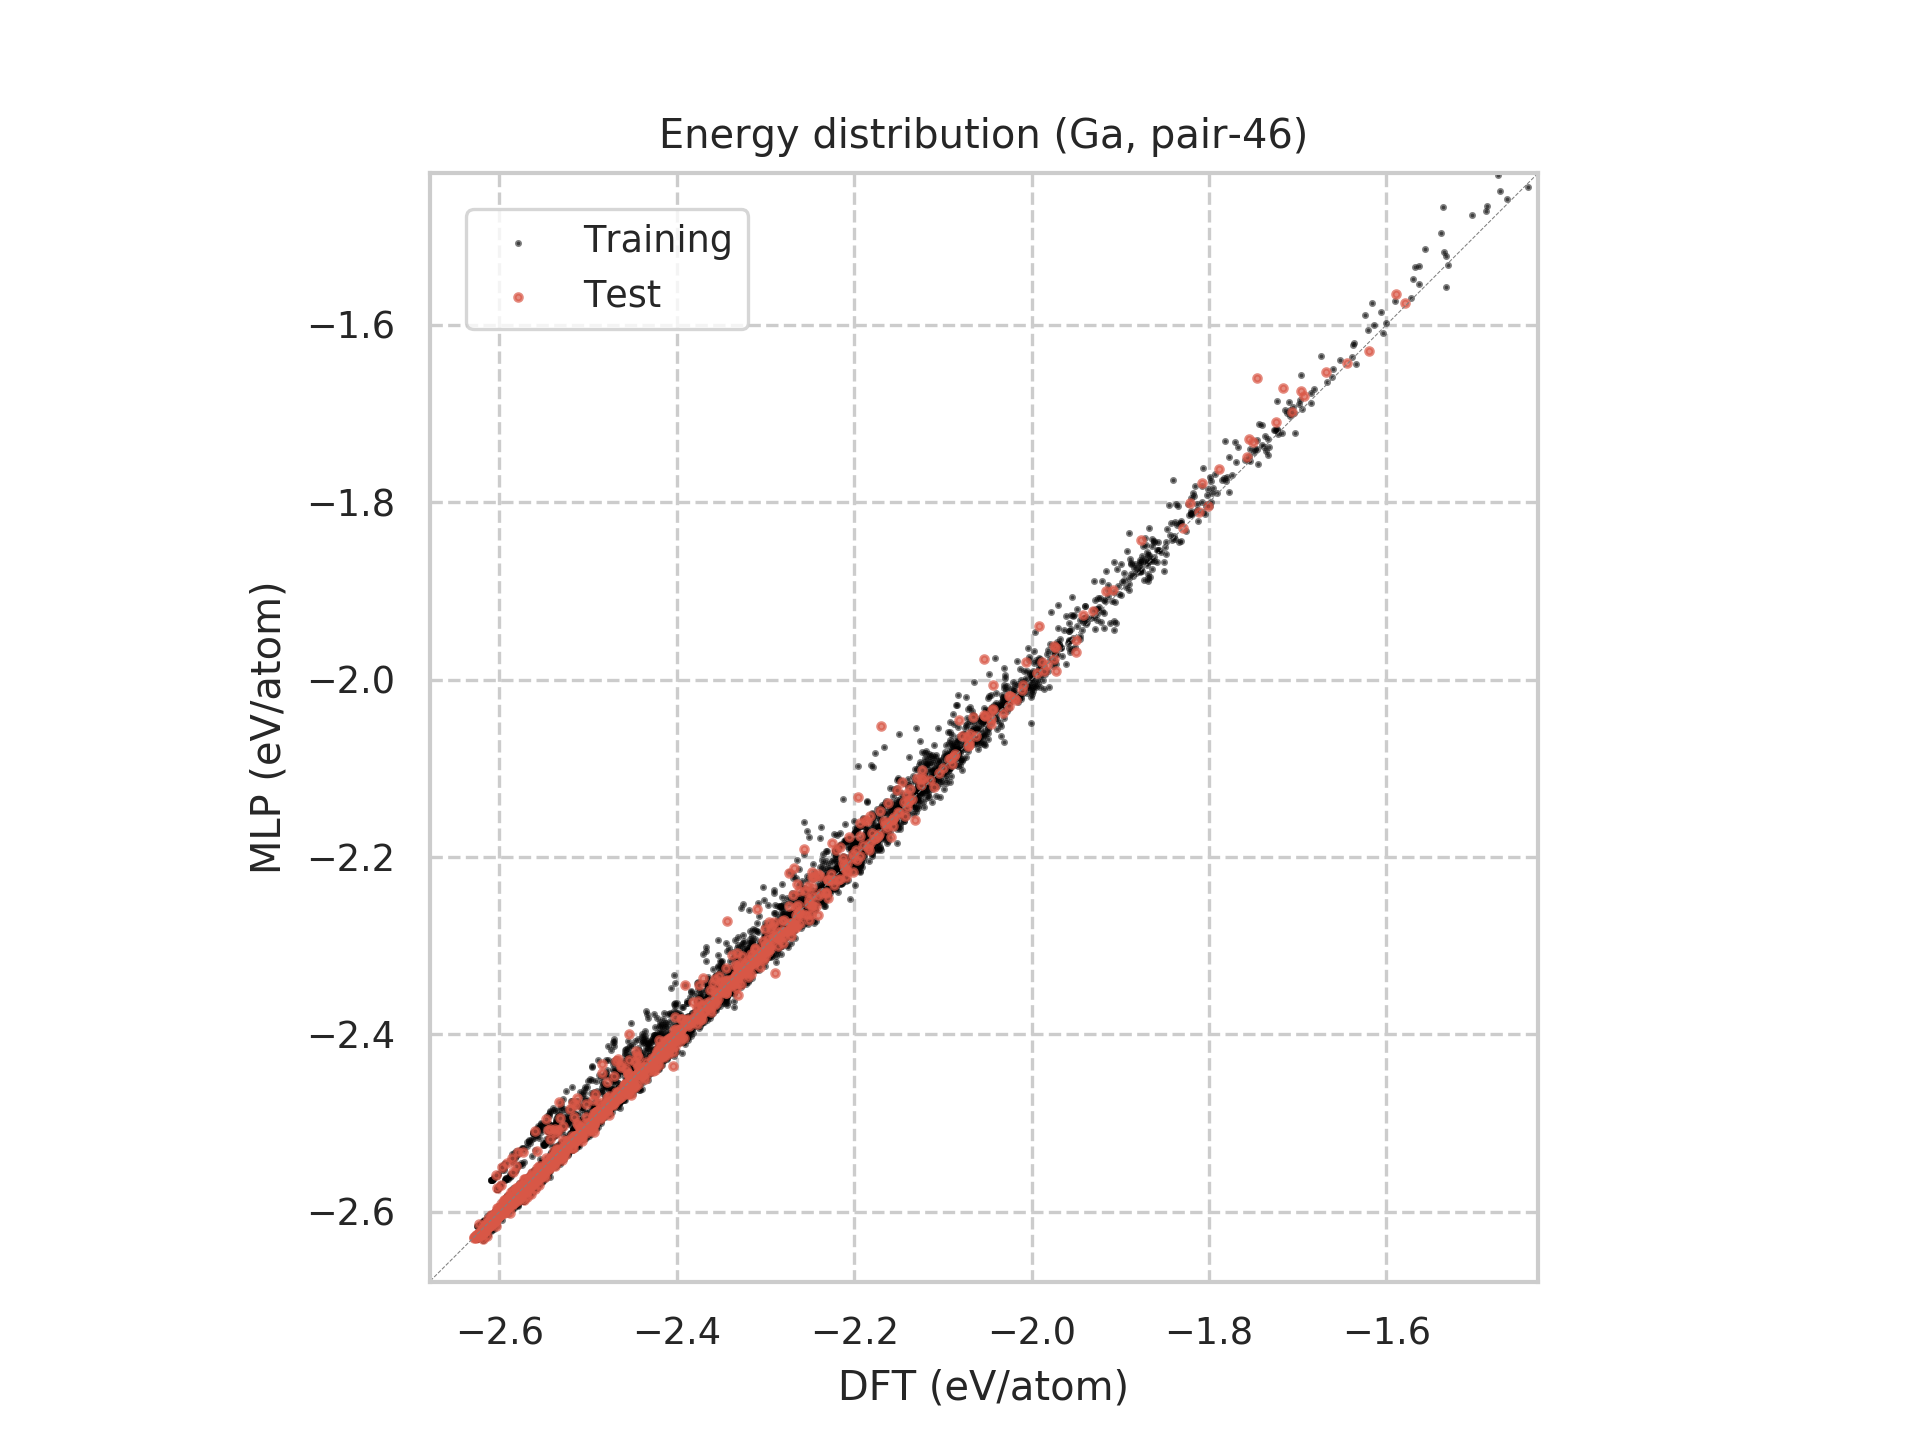 Energy distribution (Ga, pair-46)
Training
Test
MLP (eV/atom)
−1.6
−1.8
−2.0
−2.2
−2.4
−2.6
−2.6 −2.4 −2.2 −2.0 −1.8 −1.6
DFT (eV/atom)